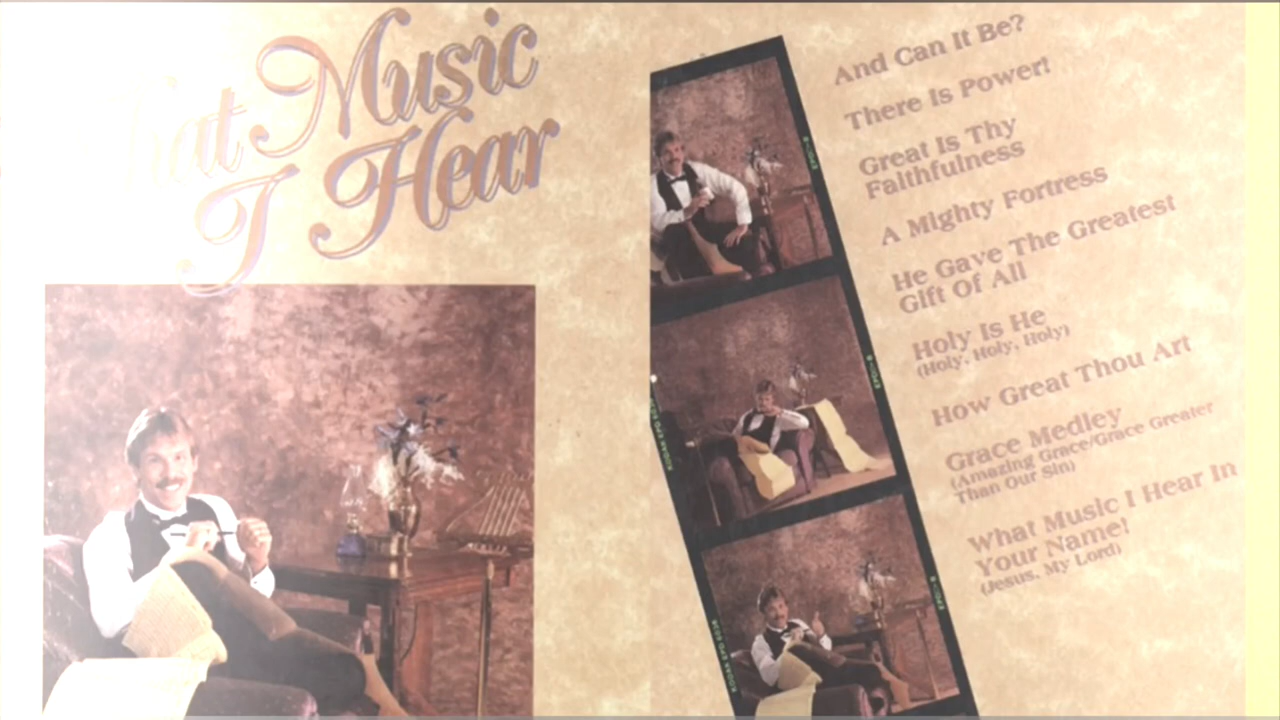 What Music
I Hear
And Can It Be?
There Is Power!
Great Is Thy
Faithfulness
A Mighty Fortress
He Gave The Greatest
Gift Of All
Holy Is He
(Holy, Holy, Holy)
How Great Thou Art
Grace Medley
(Amazing Grace/Grace Greater
Than Our Sin)
What Music I Hear In
Your Name!
(Jesus, My Lord)